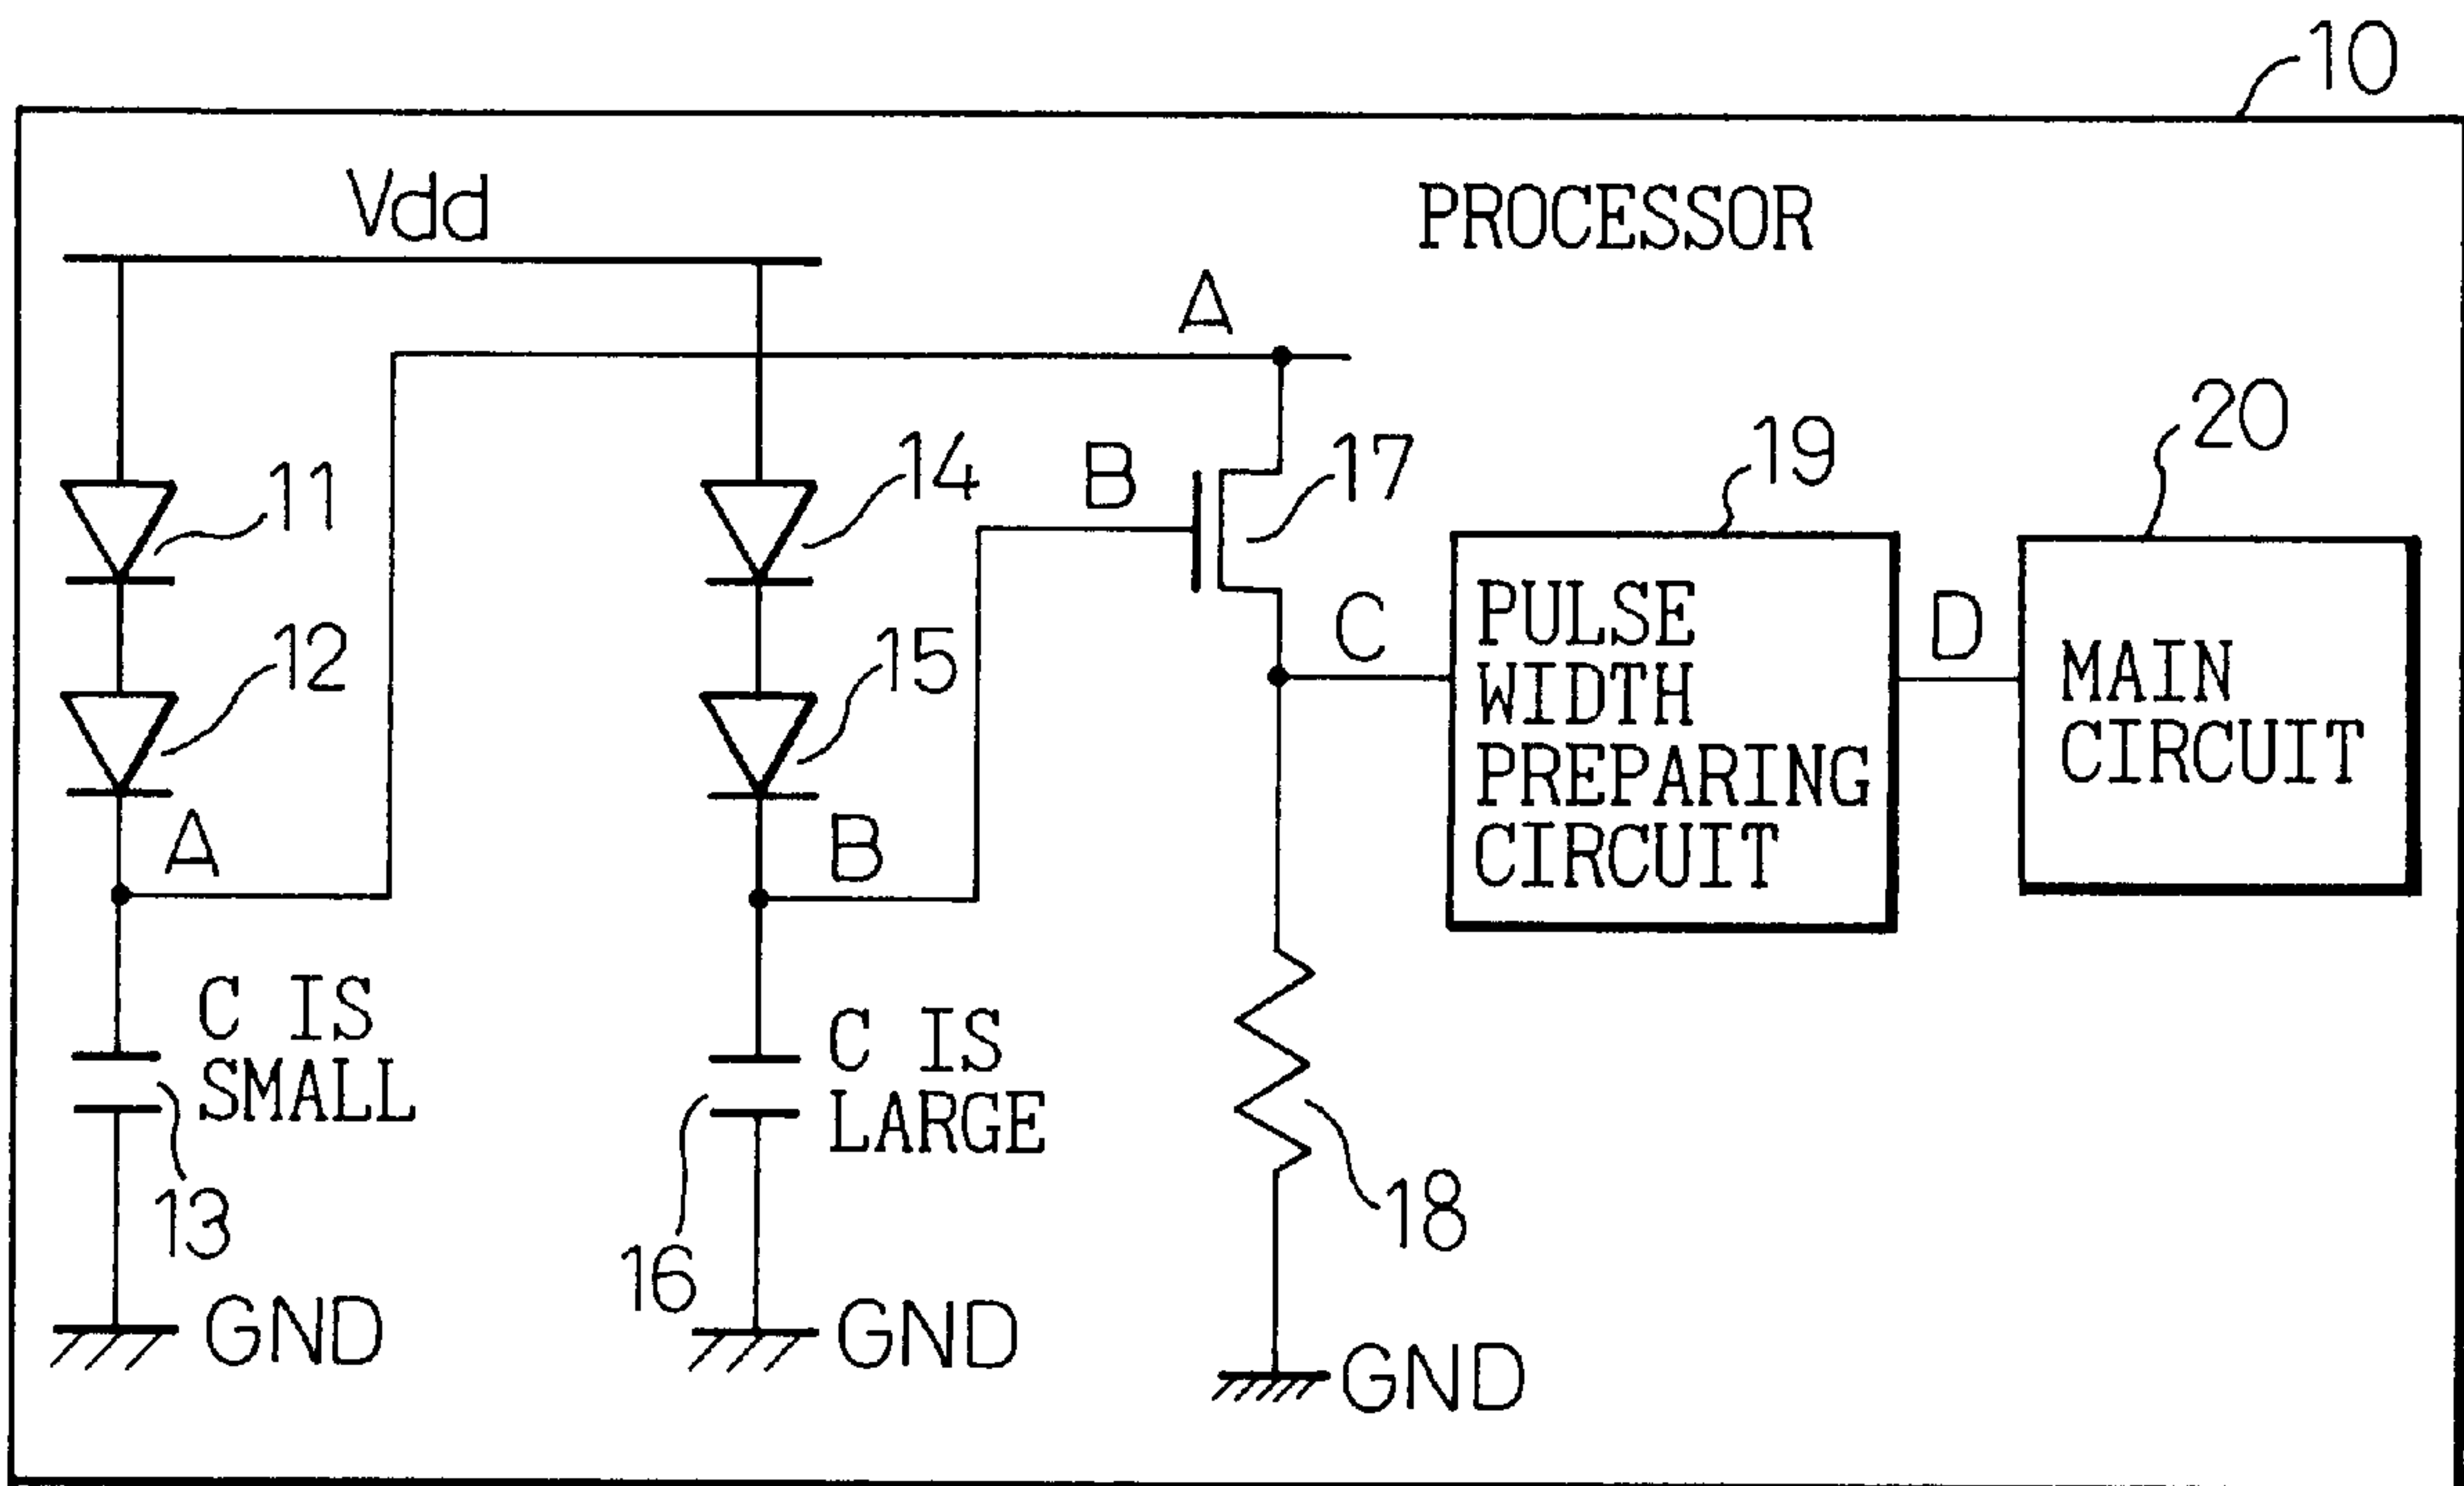 10
Vdd
PROCESSOR
A
11
14
B
17
19
20
12
15
C
PULSE
WIDTH
PREPARING
CIRCUIT
D
MAIN
CIRCUIT
A
B
C IS
SMALL
C IS
LARGE
13
16
18
GND
GND
GND